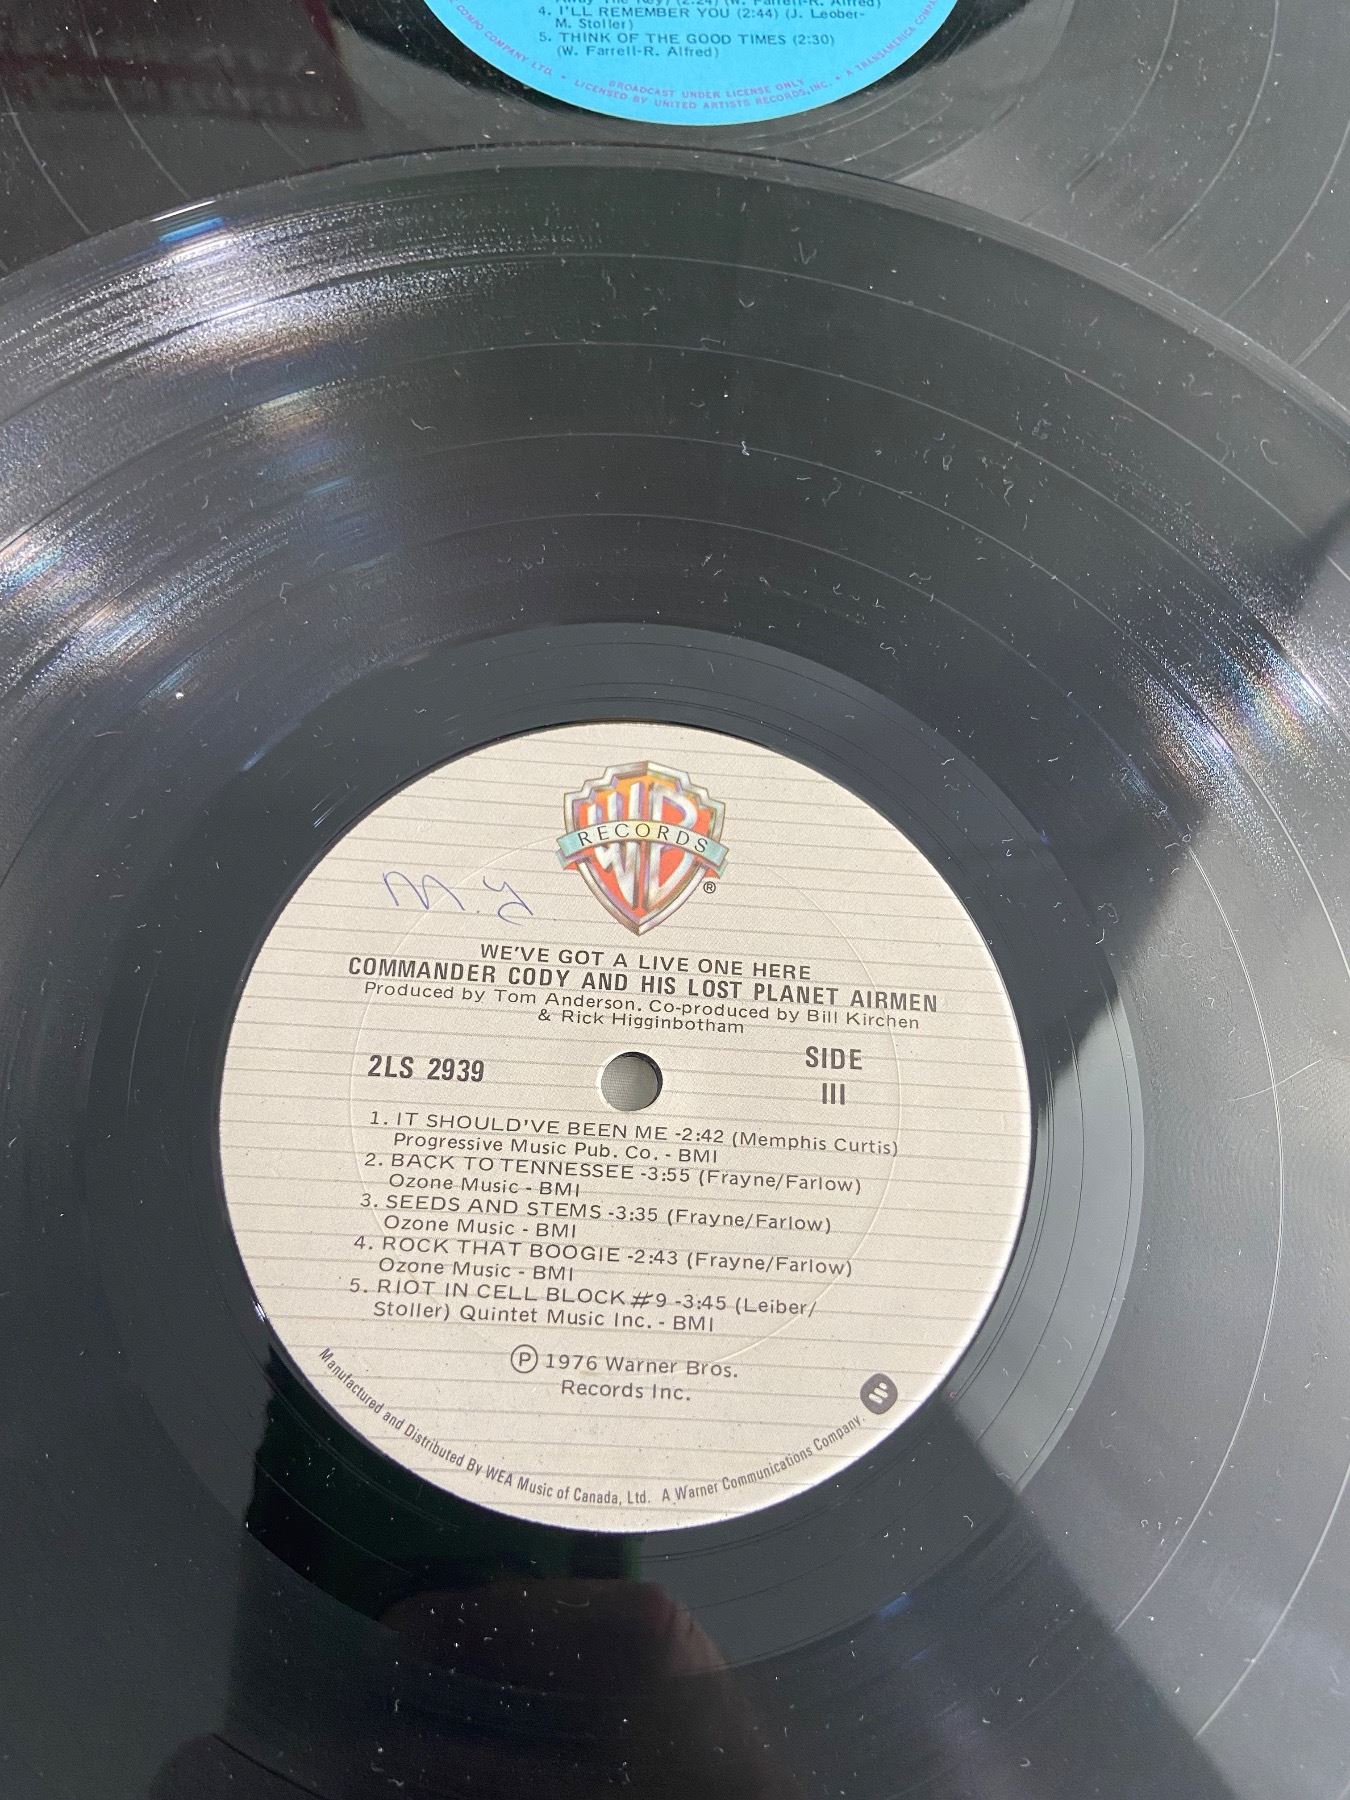 4. I'LL REMEMBER YOU (2:44) (J. Leober-
M. Stoller)
5. THINK OF THE GOOD TIMES (2:30)
(W. Farrell-R. Alfred)
COMPO COMPANY LTD. • LICENSED BY UNITED ARTISTS RECORDS, INC. • A TRANSAMERICA
BROADCAST UNDER LICENSE ONLY
WB
RECORDS
®
M.Y
WE'VE GOT A LIVE ONE HERE
COMMANDER CODY AND HIS LOST PLANET AIRMEN
Produced by Tom Anderson. Co-produced by Bill Kirchen
& Rick Higginbotham
2LS 2939
SIDE
III
1. IT SHOULD'VE BEEN ME -2:42 (Memphis Curtis)
Progressive Music Pub. Co. - BMI
2. BACK TO TENNESSEE -3:55 (Frayne/Farlow)
Ozone Music - BMI
3. SEEDS AND STEMS -3:35 (Frayne/Farlow)
Ozone Music - BMI
4. ROCK THAT BOOGIE -2:43 (Frayne/Farlow)
Ozone Music - BMI
5. RIOT IN CELL BLOCK #9 -3:45 (Leiber/
Stoller) Quintet Music Inc. - BMI
℗ 1976 Warner Bros.
Records Inc.
Manufactured and Distributed By WEA Music of Canada, Ltd. A Warner Communications Company.